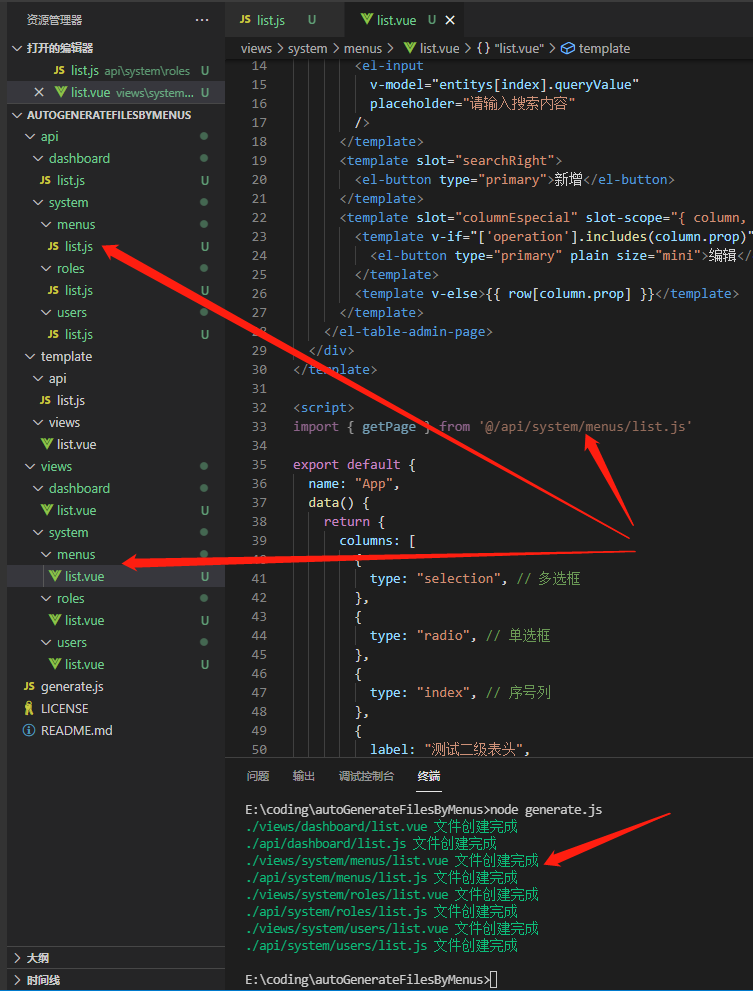 资源管理器
打开的编辑器
JS list.js api\system\roles U
list.vue views\system... U
AUTOGENERATEFILESBYMENUS
api
dashboard
JS list.js U
system
menus
JS list.js U
roles
JS list.js U
users
JS list.js U
template
api
JS list.js
views
list.vue
views
dashboard
list.vue U
system
menus
list.vue U
roles
list.vue U
users
list.vue U
JS generate.js
LICENSE
README.md
大纲
时间线
JS list.js U
list.vue U
views > system > menus > list.vue > {} "list.vue" > template
14 <el-input
15 v-model="entitys[index].queryValue"
16 placeholder="请输入搜索内容"
17 />
18 </template>
19 <template slot="searchRight">
20 <el-button type="primary">新增</el-button>
21 </template>
22 <template slot="columnEspecial" slot-scope="{ column,
23 <template v-if="['operation'].includes(column.prop)"
24 <el-button type="primary" plain size="mini">编辑</
25 </template>
26 <template v-else>{{ row[column.prop] }}</template>
27 </template>
28 </el-table-admin-page>
29 </div>
30 </template>
31
32 <script>
33 import { getPage } from '@/api/system/menus/list.js'
34
35 export default {
36 name: "App",
37 data() {
38 return {
39 columns: [
40 {
41 type: "selection", // 多选框
42 },
43 {
44 type: "radio", // 单选框
45 },
46 {
47 type: "index", // 序号列
48 },
49 {
50 label: "测试二级表头",
问题 输出 调试控制台 终端
E:\coding\autoGenerateFilesByMenus>node generate.js
./views/dashboard/list.vue 文件创建完成
./api/dashboard/list.js 文件创建完成
./views/system/menus/list.vue 文件创建完成
./api/system/menus/list.js 文件创建完成
./views/system/roles/list.vue 文件创建完成
./api/system/roles/list.js 文件创建完成
./views/system/users/list.vue 文件创建完成
./api/system/users/list.js 文件创建完成
E:\coding\autoGenerateFilesByMenus>